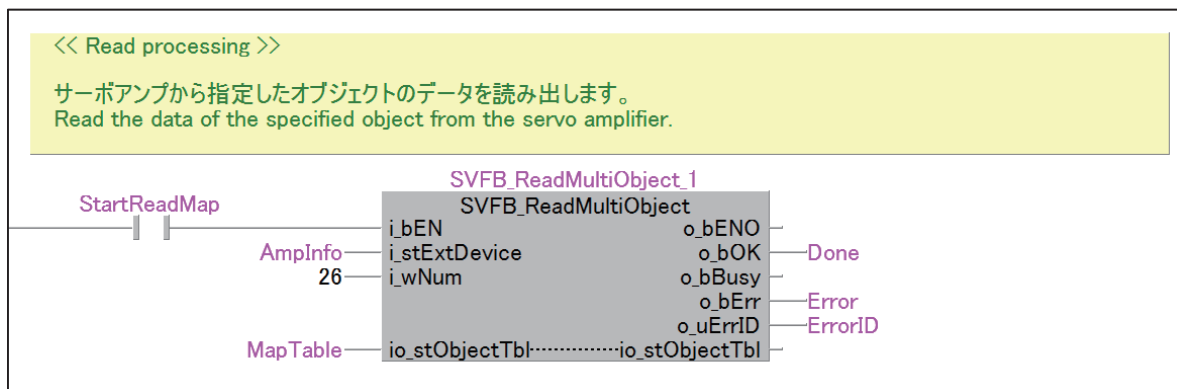 << Read processing >>
サーボアンプから指定したオブジェクトのデータを読み出します。
Read the data of the specified object from the servo amplifier.
SVFB_ReadMultiObject_1
StartReadMap
SVFB_ReadMultiObject
i_bEN o_bENO
AmpInfo i_stExtDevice o_bOK Done
26 i_wNum o_bBusy
o_bErr Error
o_uErrID ErrorID
MapTable io_stObjectTbl io_stObjectTbl